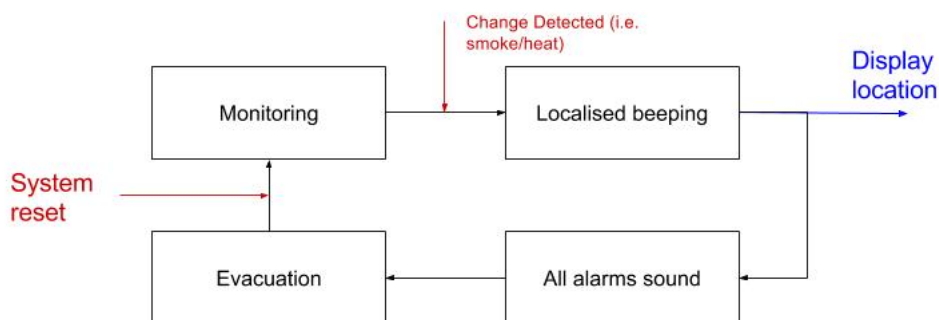 Change Detected (i.e.
smoke/heat)
Display
location
Monitoring
Localised beeping
System
reset
Evacuation
All alarms sound